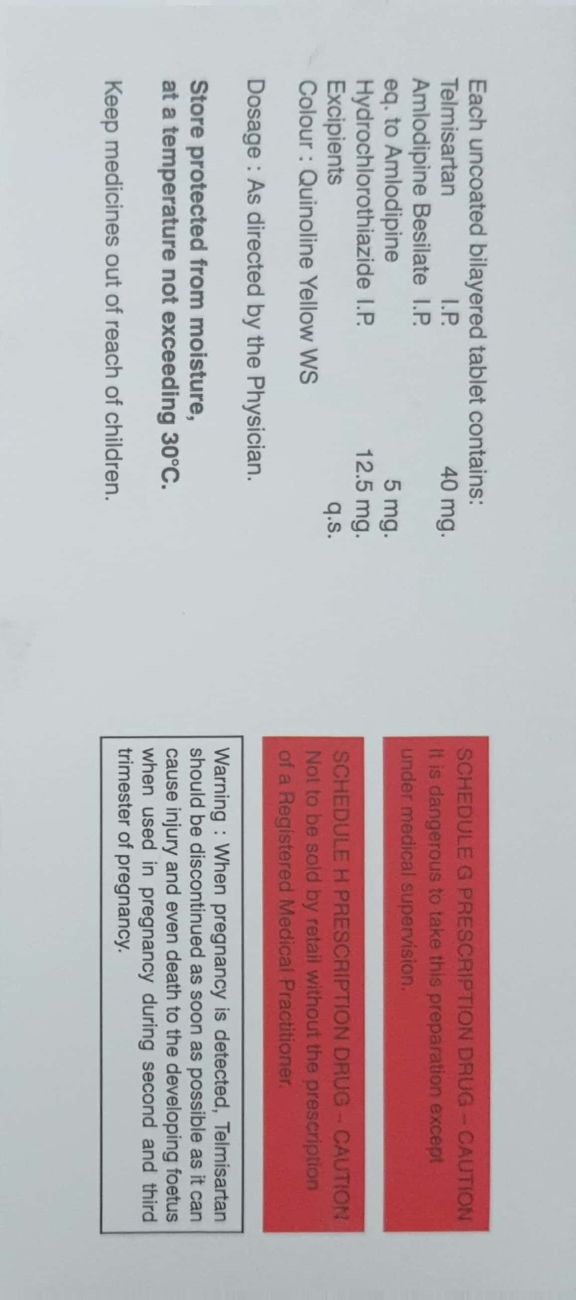 Each uncoated bilayered tablet contains:
Telmisartan I.P. 40 mg.
Amlodipine Besilate I.P.
eq. to Amlodipine 5 mg.
Hydrochlorothiazide I.P. 12.5 mg.
Excipients q.s.
Colour : Quinoline Yellow WS
Dosage : As directed by the Physician.
Store protected from moisture,
at a temperature not exceeding 30°C.
Keep medicines out of reach of children.
SCHEDULE G PRESCRIPTION DRUG – CAUTION
It is dangerous to take this preparation except
under medical supervision.
SCHEDULE H PRESCRIPTION DRUG – CAUTION
Not to be sold by retail without the prescription
of a Registered Medical Practitioner.
Warning : When pregnancy is detected, Telmisartan
should be discontinued as soon as possible as it can
cause injury and even death to the developing foetus
when used in pregnancy during second and third
trimester of pregnancy.